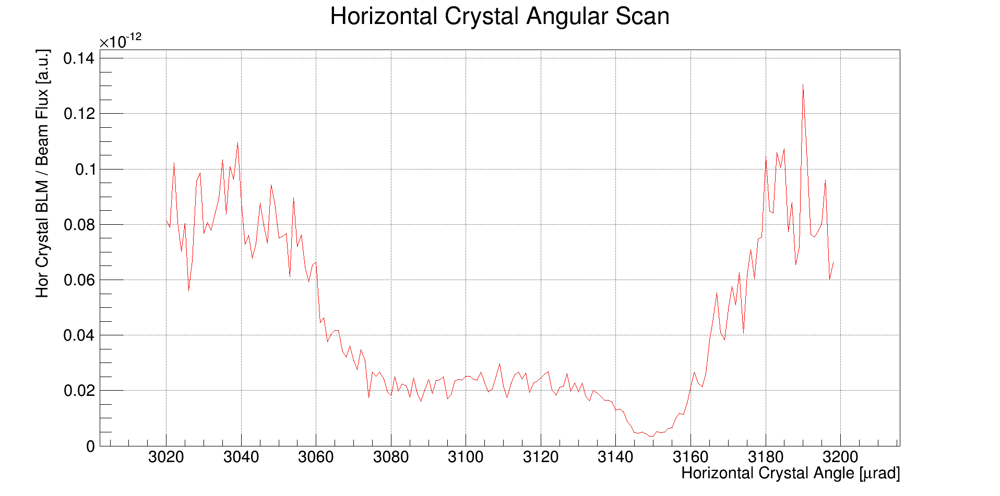 Horizontal Crystal Angular Scan
×10⁻¹²
Hor Crystal BLM / Beam Flux [a.u.]
0.14
0.12
0.1
0.08
0.06
0.04
0.02
0
3020 3040 3060 3080 3100 3120 3140 3160 3180 3200
Horizontal Crystal Angle [μrad]